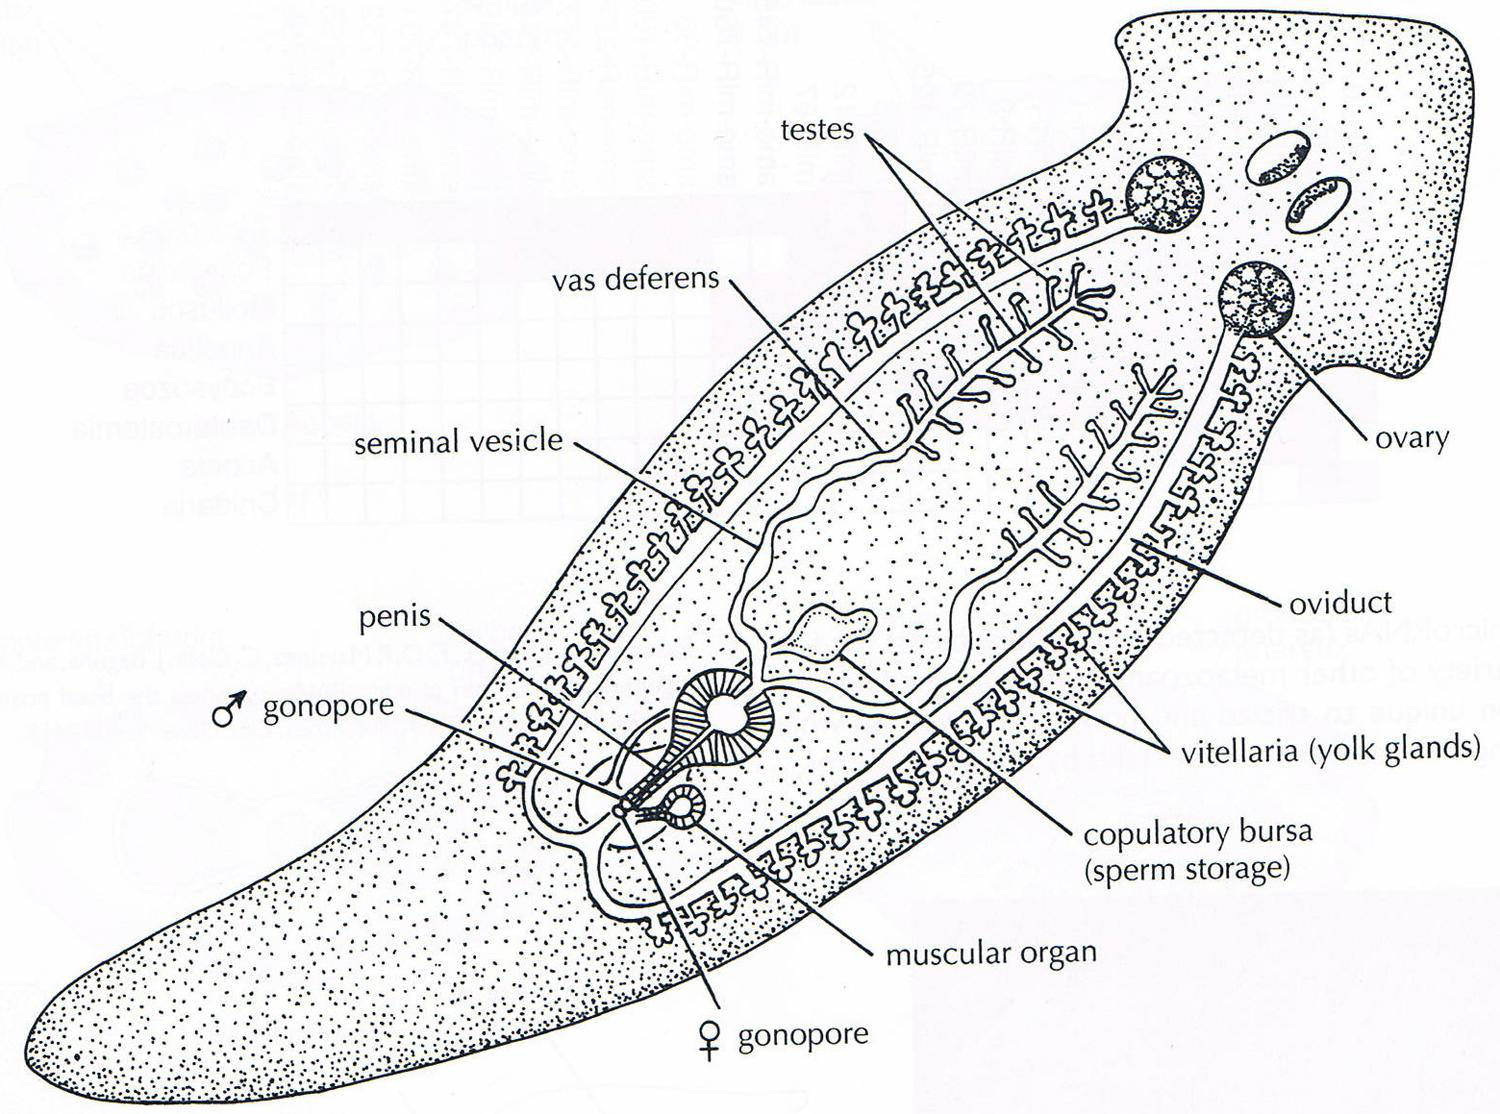 testes
vas deferens
seminal vesicle
penis
♂ gonopore
ovary
oviduct
vitellaria (yolk glands)
copulatory bursa
(sperm storage)
muscular organ
♀ gonopore